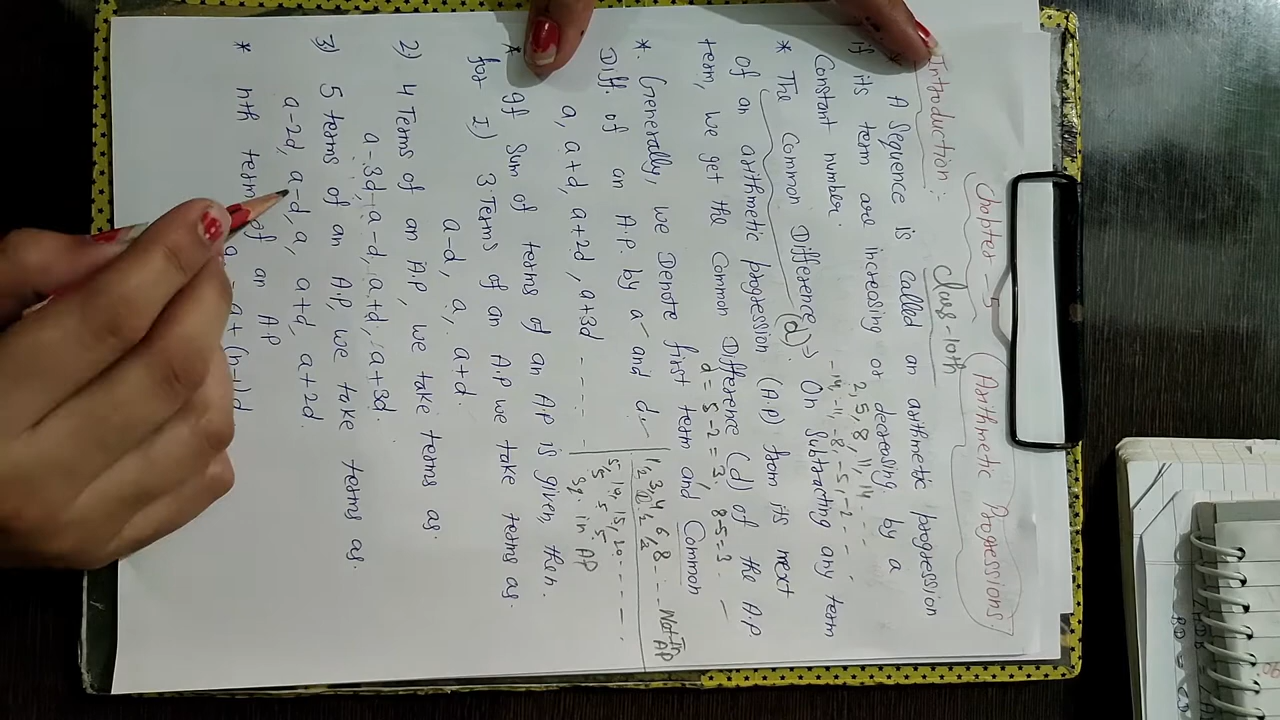 Class-10th
Chapter-5 (Arithmetic Progressions)
Introduction:-
* A Sequence is called an arithmetic progression
if its term are increasing or decreasing by a
Constant number.
2, 5, 8, 11, 14 - - -
-14, -11, -8, -5, -2 - - -
* The Common Difference (d) => On Subtracting any term
of an arithmetic progression (A.P) from its next
term, we get the Common Difference (d) of the A.P
d = 5-2 = 3, 8-5=3 -
* Generally, we Denote first term and Common
Diff. of an A.P. by a and d.
a, a+d, a+2d, a+3d - - - - -
1, 2, 3, 4, 6, 8 - - - Not in AP
5, 10, 15, 20 - - - - -
5 5 5
in AP
* If Sum of terms of an AP is given, then.
for 1) 3 Terms of an A.P we take terms as.
a-d, a, a+d.
2) 4 Terms of an A.P, we take terms as.
a-3d, a-d, a+d, a+3d.
3) 5 terms of an AP, we take terms as.
a-2d, a-d, a, a+d, a+2d.
* nth term of an AP
= a + (n-1)d